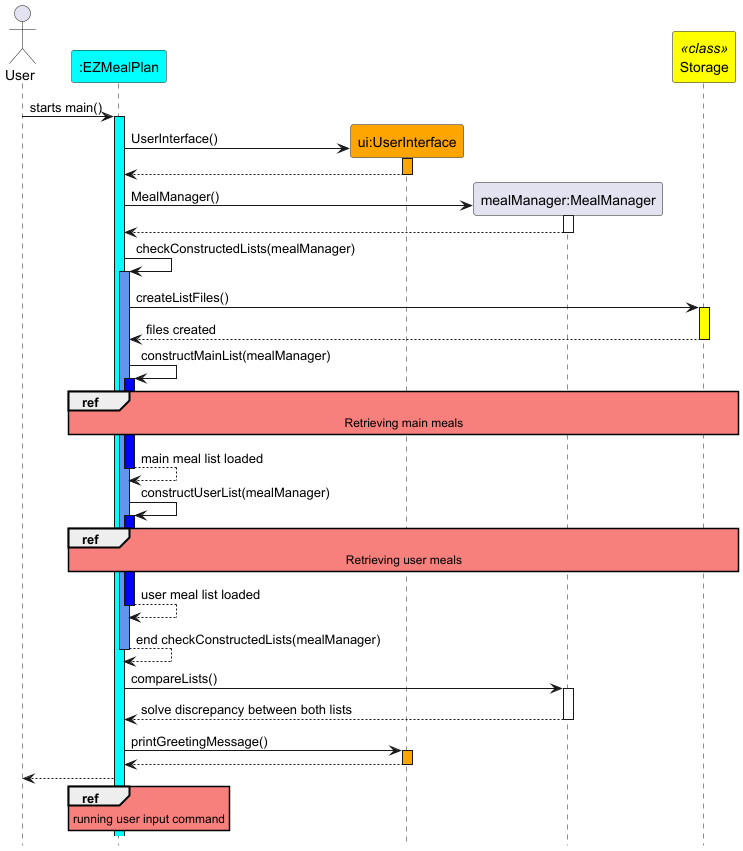 User
:EZMealPlan
«class»
Storage
starts main()
UserInterface()
ui:UserInterface
MealManager()
mealManager:MealManager
checkConstructedLists(mealManager)
createListFiles()
files created
constructMainList(mealManager)
ref
Retrieving main meals
main meal list loaded
constructUserList(mealManager)
ref
Retrieving user meals
user meal list loaded
end checkConstructedLists(mealManager)
compareLists()
solve discrepancy between both lists
printGreetingMessage()
ref
running user input command